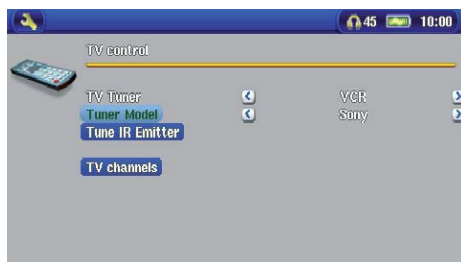 45 10:00
TV control
TV Tuner VCR
Tuner Model Sony
Tune IR Emitter
TV channels